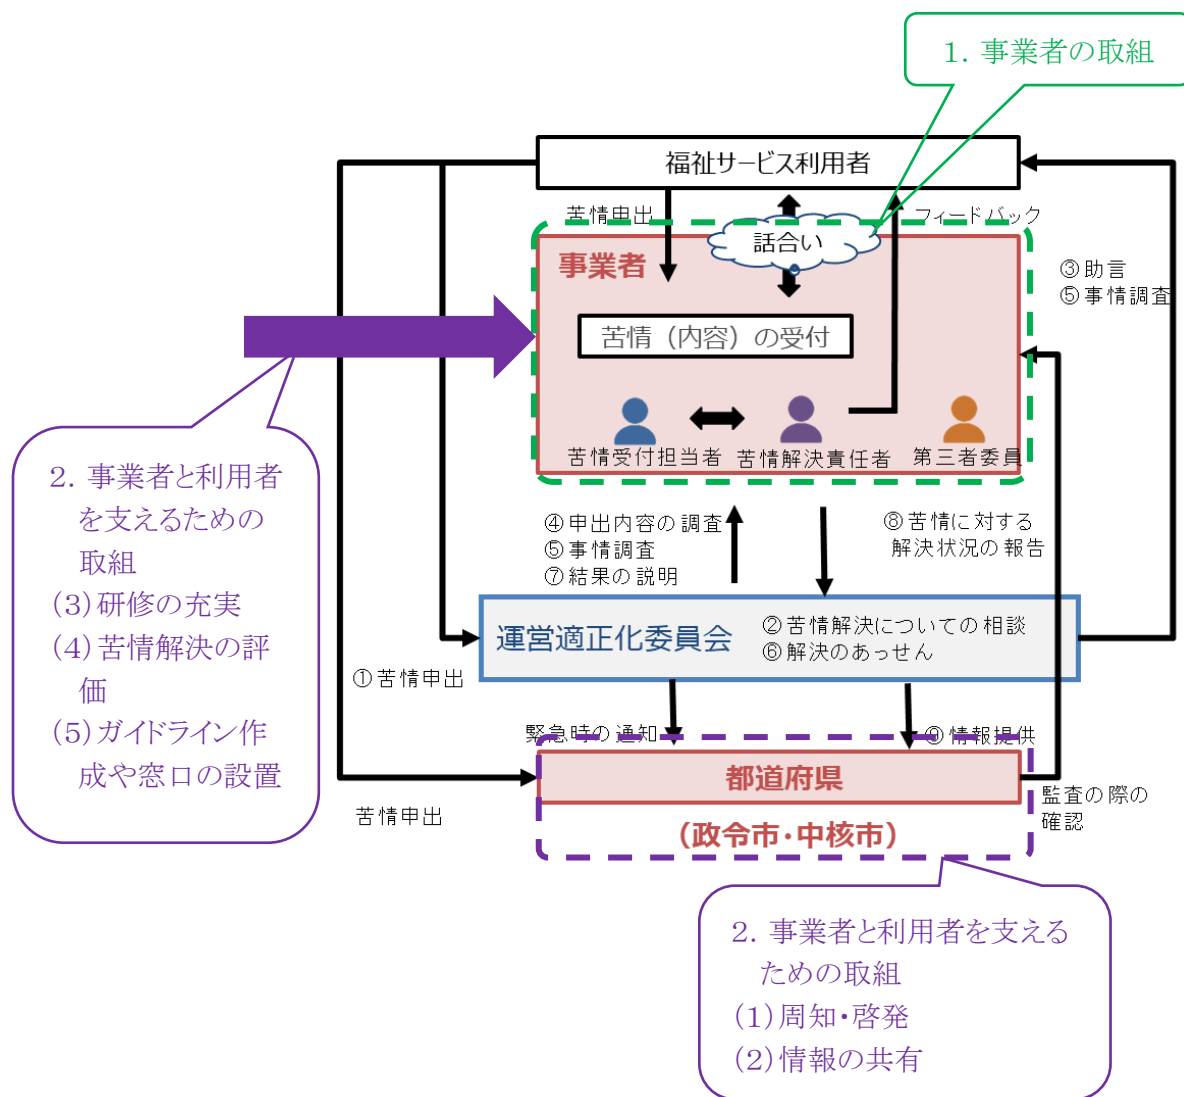 1．事業者の取組
福祉サービス利用者
苦情申出
話合い
フィードバック
事業者
③助言
⑤事情調査
苦情（内容）の受付
苦情受付担当者
苦情解決責任者
第三者委員
2．事業者と利用者
を支えるための
取組
(3)研修の充実
(4)苦情解決の評
価
(5)ガイドライン作
成や窓口の設置
④申出内容の調査
⑤事情調査
⑦結果の説明
⑧苦情に対する
解決状況の報告
運営適正化委員会
②苦情解決についての相談
⑥解決のあっせん
①苦情申出
緊急時の通知
⑨情報提供
都道府県
（政令市・中核市）
苦情申出
監査の際の
確認
2．事業者と利用者を支える
ための取組
(1)周知・啓発
(2)情報の共有